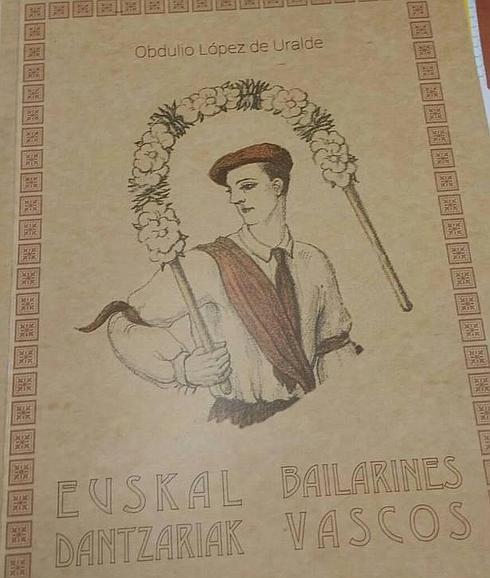 Obdulio López de Uralde
EUSKAL
DANTZARIAK
BAILARINES
VASCOS